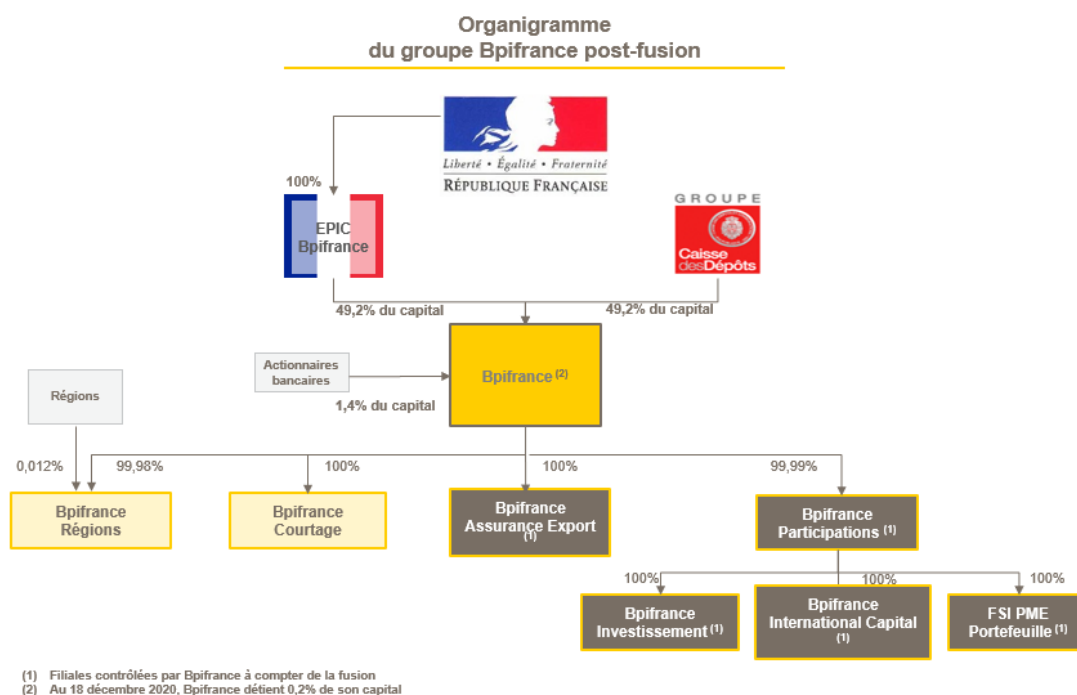 Organigramme
du groupe Bpifrance post-fusion
Liberté • Égalité • Fraternité
RÉPUBLIQUE FRANÇAISE
100%
EPIC
Bpifrance
GROUPE
Caisse
desDépôts
49,2% du capital
49,2% du capital
Bpifrance (2)
Actionnaires
bancaires
1,4% du capital
Régions
0,012%
99,98%
100%
100%
99,99%
Bpifrance
Régions
Bpifrance
Courtage
Bpifrance
Assurance Export
(1)
Bpifrance
Participations (1)
100%
100%
100%
Bpifrance
Investissement (1)
Bpifrance
International Capital
(1)
FSI PME
Portefeuille (1)
(1) Filiales contrôlées par Bpifrance à compter de la fusion
(2) Au 18 décembre 2020, Bpifrance détient 0,2% de son capital